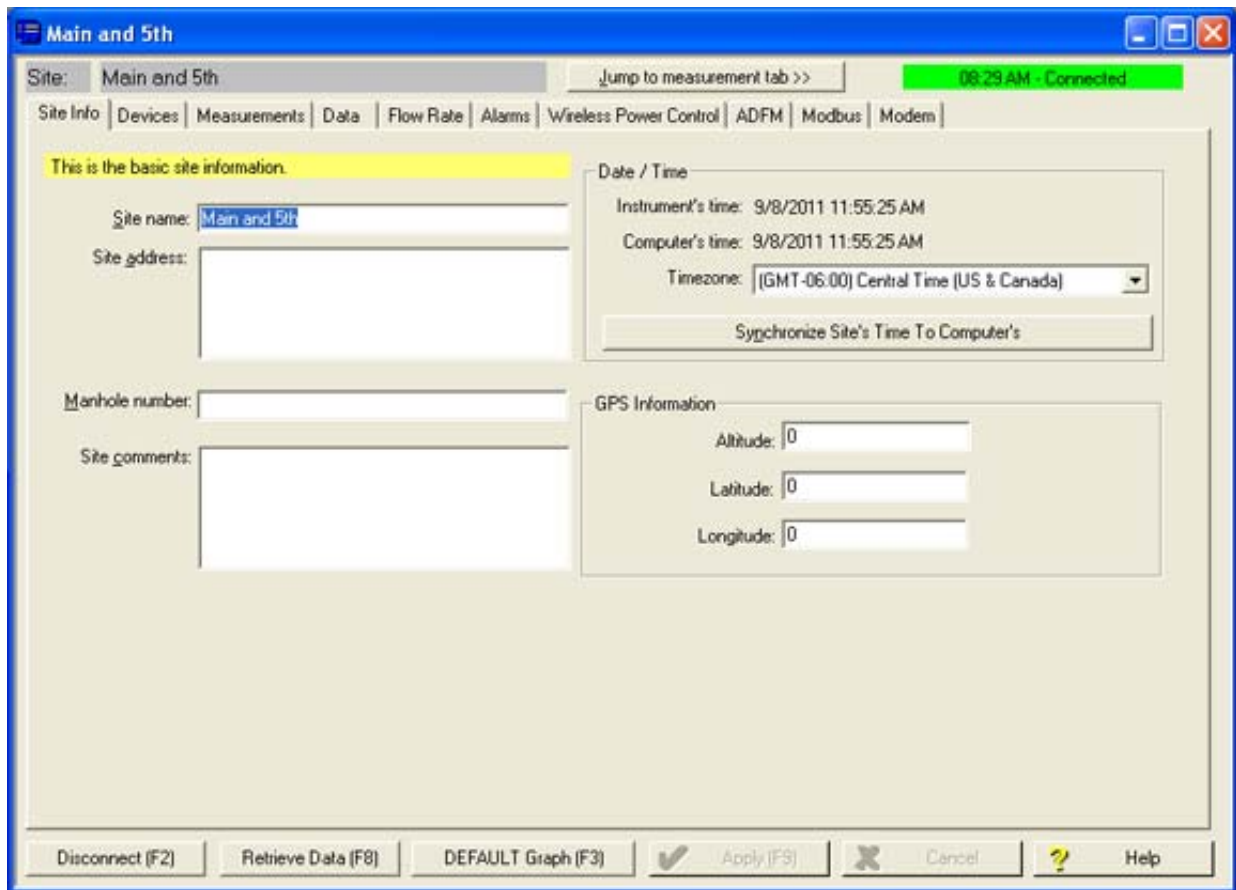 Main and 5th
Site: Main and 5th Jump to measurement tab >> 08:29 AM - Connected
Site Info Devices Measurements Data Flow Rate Alarms Wireless Power Control ADFM Modbus Modem
This is the basic site information.
Site name: Main and 5th
Site address:
Manhole number:
Site comments:
Date / Time
Instrument's time: 9/8/2011 11:55:25 AM
Computer's time: 9/8/2011 11:55:25 AM
Timezone: (GMT-06:00) Central Time (US & Canada)
Synchronize Site's Time To Computer's
GPS Information
Altitude: 0
Latitude: 0
Longitude: 0
Disconnect (F2) Retrieve Data (F8) DEFAULT Graph (F3) Apply (F9) Cancel Help